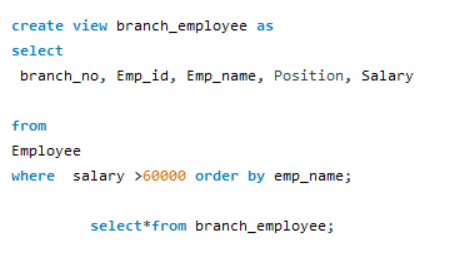 create view branch_employee as
select
branch_no, Emp_id, Emp_name, Position, Salary
from
Employee
where  salary >60000 order by emp_name;
select*from branch_employee;